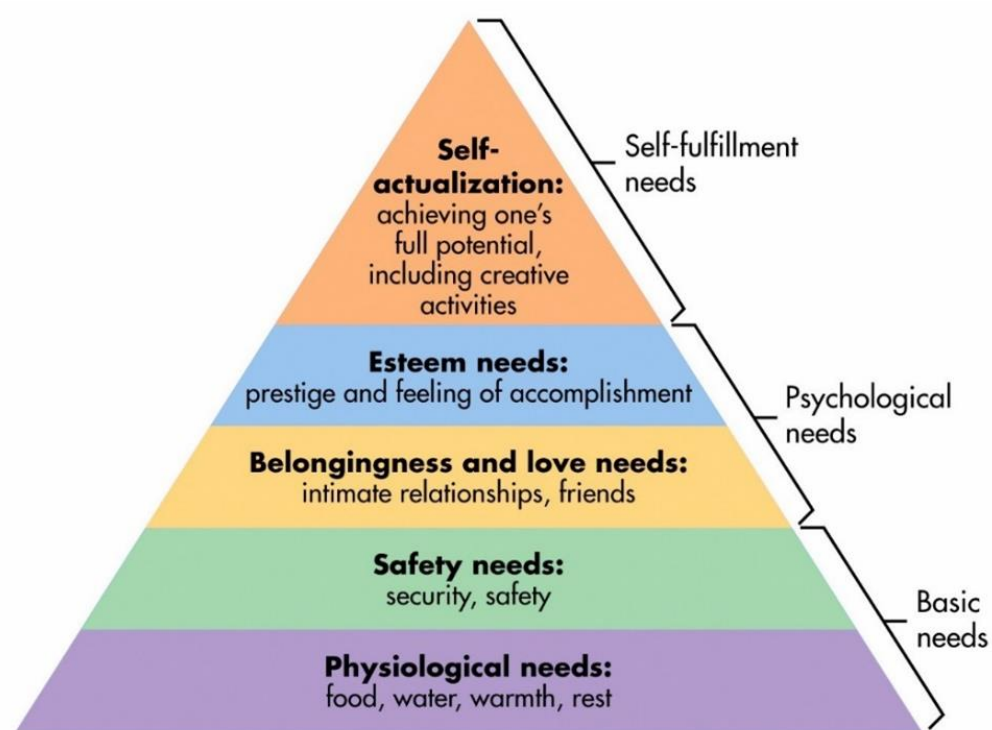 Self-
actualization:
achieving one's
full potential,
including creative
activities
Self-fulfillment
needs
Esteem needs:
prestige and feeling of accomplishment
Psychological
needs
Belongingness and love needs:
intimate relationships, friends
Safety needs:
security, safety
Basic
needs
Physiological needs:
food, water, warmth, rest